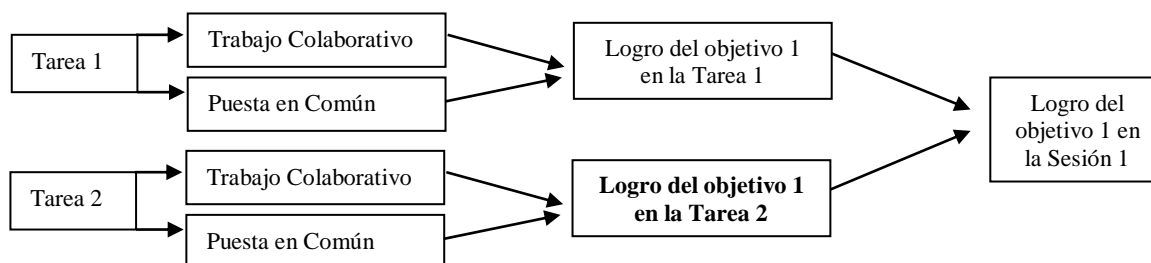 Tarea 1
Trabajo Colaborativo
Puesta en Común
Logro del objetivo 1
en la Tarea 1
Tarea 2
Trabajo Colaborativo
Puesta en Común
Logro del objetivo 1
en la Tarea 2
Logro del
objetivo 1 en
la Sesión 1